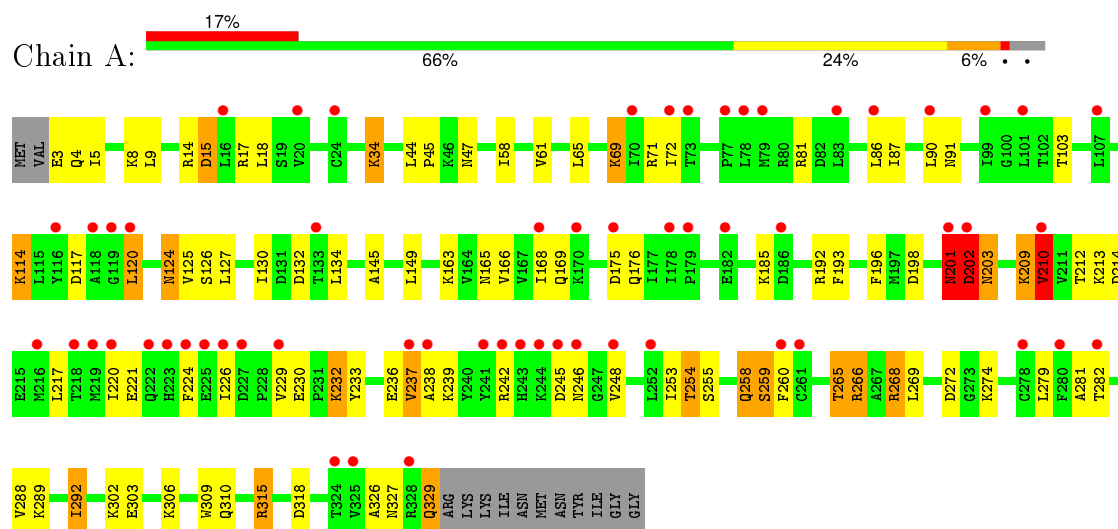 17%
Chain A:
66% 24% 6% • •
MET VAL E3 Q4 I5 K8 L9 R14 D15 L16 R17 L18 S19 V20 C24 K34 L44 P45 K46 N47 I58 V61 L65 K69 I70 R71 I72 T73 P77 L78 M79 R80 R81 D82 L83 L86 I87 L90 N91 I99 G100 L101 T102 T103 L107
K114 L115 Y116 D117 A118 G119 L120 N124 V125 S126 L127 I130 D131 D132 T133 L134 A145 L149 K163 V164 N165 V166 V167 I168 Q169 K170 D175 Q176 I177 I178 P179 E182 K185 D186 R192 F193 F196 M197 D198 N201 D202 N203 K209 V210 V211 T212 K213 D214
E215 M216 L217 T218 M219 I220 E221 Q222 H223 F224 E225 I226 D227 P228 V229 E230 P231 K232 Y233 E236 V237 A238 K239 Y240 Y241 R242 H243 K244 D245 N246 G247 V248 L252 I253 T254 S255 Q258 S259 F260 C261 T265 R266 A267 R268 L269 D272 G273 K274 C278 L279 F280 A281 T282
V288 K289 I292 K302 E303 K306 W309 Q310 R315 D318 T324 V325 A326 N327 R328 Q329 ARG LYS LYS ILE ASN MET ASN TYR ILE GLY GLY